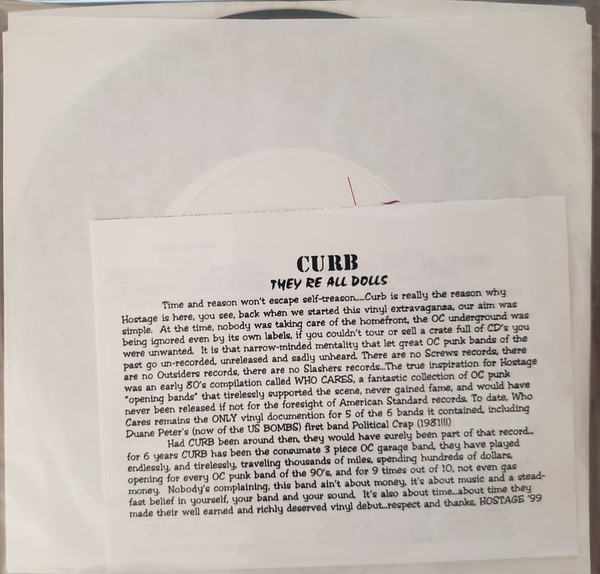 CURB
THEY RE ALL DOLLS
Time and reason won't escape self-treason....Curb is really the reason why
Hostage is here, you see, back when we started this vinyl extravaganza, our aim was
simple. At the time, nobody was taking care of the homefront, the OC underground was
being ignored even by its own labels, if you couldn't tour or sell a crate full of CD's you
were unwanted. It is that narrow-minded mentality that let great OC punk bands of the
past go un-recorded, unreleased and sadly unheard. There are no Screws records, there
are no Outsiders records, there are no Slashers records...The true inspiration for Hostage
was an early 80's compilation called WHO CARES, a fantastic collection of OC punk
"opening bands" that tirelessly supported the scene, never gained fame, and would have
never been released if not for the foresight of American Standard records. To date, Who
Cares remains the ONLY vinyl documention for 5 of the 6 bands it contained, including
Duane Peter's (now of the US BOMBS) first band Political Crap (1981!!!)
Had CURB been around then, they would have surely been part of that record...
for 6 years CURB has been the consumate 3 piece OC garage band, they have played
endlessly, and tirelessly, traveling thousands of miles, spending hundreds of dollars,
opening for every OC punk band of the 90's, and for 9 times out of 10, not even gas
money. Nobody's complaining, this band ain't about money, it's about music and a stead-
fast belief in yourself, your band and your sound. It's also about time...about time they
made their well earned and richly deserved vinyl debut...respect and thanks, HOSTAGE '99